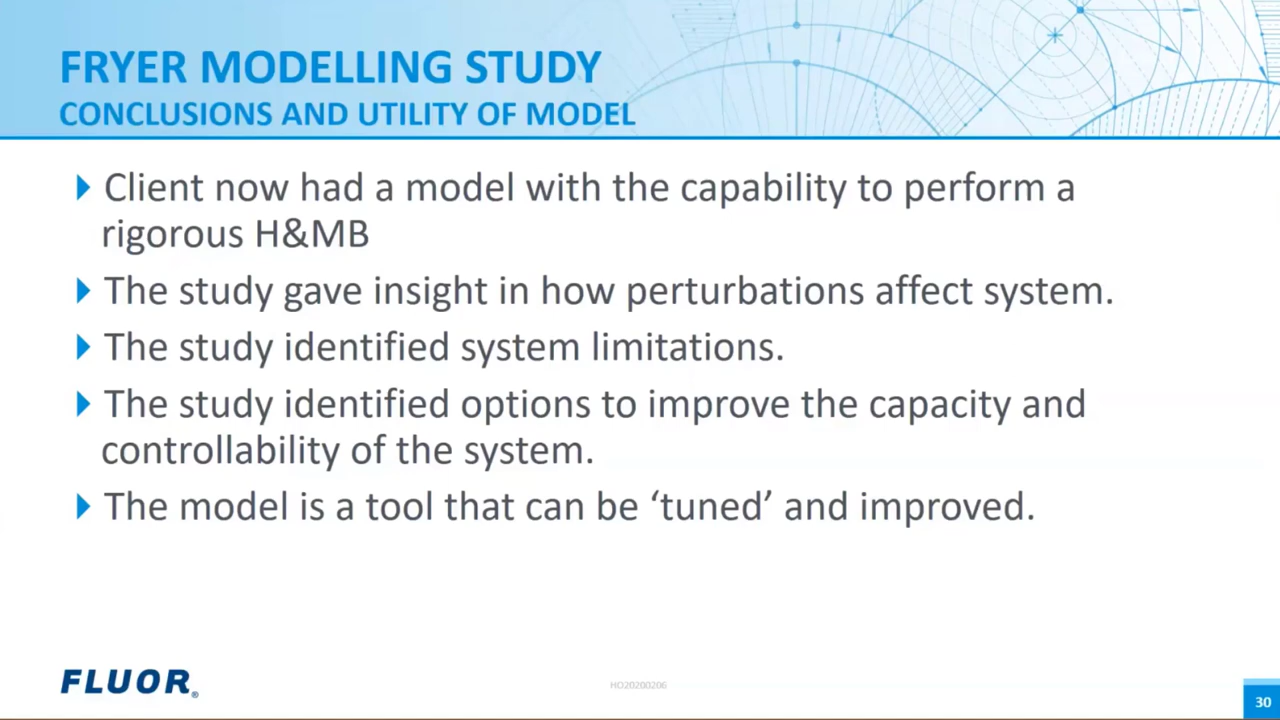 FRYER MODELLING STUDY
CONCLUSIONS AND UTILITY OF MODEL
Client now had a model with the capability to perform a
rigorous H&MB
The study gave insight in how perturbations affect system.
The study identified system limitations.
The study identified options to improve the capacity and
controllability of the system.
The model is a tool that can be ‘tuned’ and improved.
FLUOR®
HO20200206
30